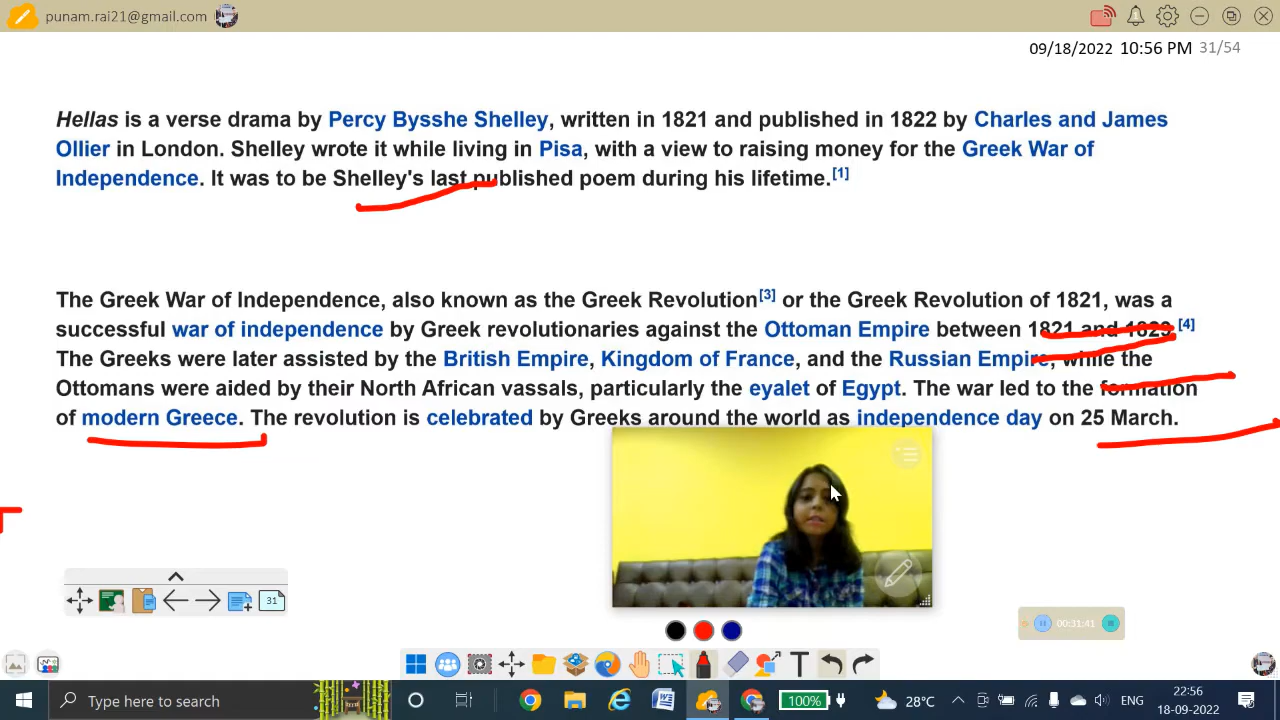 punam.rai21@gmail.com
09/18/2022 10:56 PM 31/54
Hellas is a verse drama by Percy Bysshe Shelley, written in 1821 and published in 1822 by Charles and James
Ollier in London. Shelley wrote it while living in Pisa, with a view to raising money for the Greek War of
Independence. It was to be Shelley's last published poem during his lifetime.[1]
The Greek War of Independence, also known as the Greek Revolution[3] or the Greek Revolution of 1821, was a
successful war of independence by Greek revolutionaries against the Ottoman Empire between 1821 and 1829.[4]
The Greeks were later assisted by the British Empire, Kingdom of France, and the Russian Empire, while the
Ottomans were aided by their North African vassals, particularly the eyalet of Egypt. The war led to the formation
of modern Greece. The revolution is celebrated by Greeks around the world as independence day on 25 March.
31
00:31:41
T
Type here to search
100%
28°C
ENG
22:56
18-09-2022